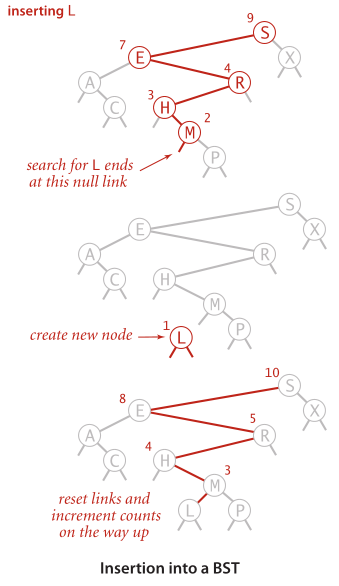 inserting L
9
S
7
E
X
4
A
R
3
C
H
2
M
P
search for L ends
at this null link
S
E
X
A
R
C
H
M
P
1
create new node
L
10
S
8
E
X
5
A
R
4
C
H
3
M
reset links and
L
P
increment counts
on the way up
Insertion into a BST